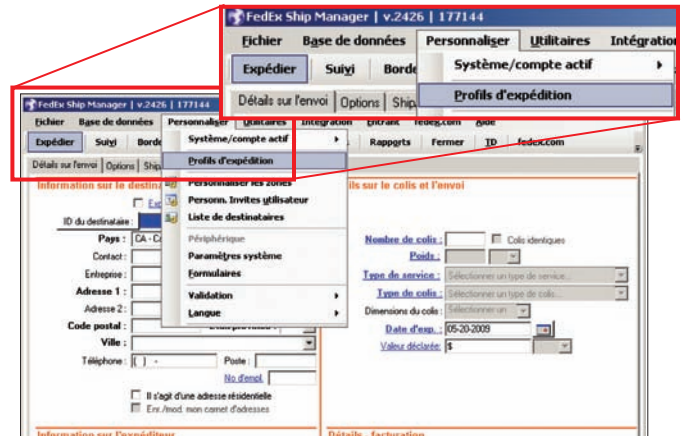 FedEx Ship Manager | v.2426 | 177144
Fichier Base de données Personnaliser Utilitaires Intégration
Expédier Suivi Borde Système/compte actif
Détails sur l'envoi Options Ship Profils d'expédition
FedEx Ship Manager | v.2426 | 177144
Fichier Base de données Personnaliser Utilitaires Intégration Entrant fedex.com Aide
Expédier Suivi Borde Système/compte actif Rapports Fermer ID fedex.com
Détails sur l'envoi Options Ship Profils d'expédition
Information sur le destina ils sur le colis et l'envoi
Personnaliser les zones
Personn. Invites utilisateur
ID du destinataire : Liste de destinataires
Pays : CA - Ca Périphérique Nombre de colis : Colis identiques
Contact : Paramètres système Poids :
Entreprise : Formulaires Type de service : Sélectionner un type de service...
Adresse 1 : Type de colis : Sélectionner un type de colis...
Adresse 2 : Validation Dimensions du colis : Sélectionner un
Code postal : Langue Date d'exp. : 05-20-2009
Ville : Valeur déclarée: $
Téléphone : ( ) - Poste :
No d'empl.
Il s'agit d'une adresse résidentielle
Enr./mod. mon carnet d'adresses
Information sur l'expéditeur Détails - facturation